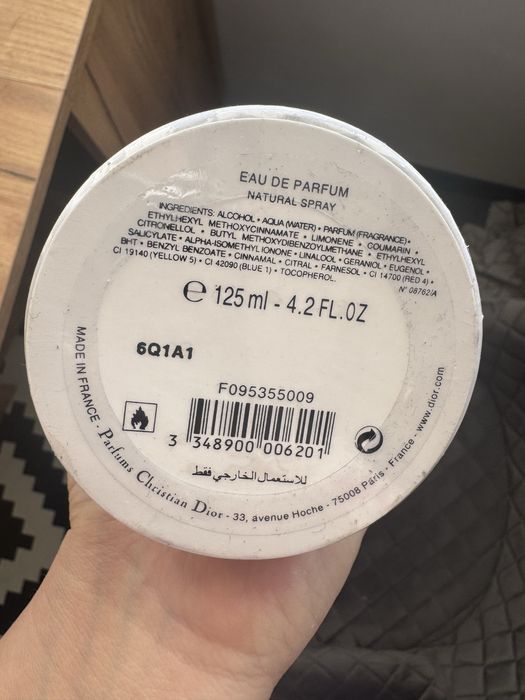 EAU DE PARFUM
NATURAL SPRAY
INGREDIENTS: ALCOHOL • AQUA (WATER) • PARFUM (FRAGRANCE) •
ETHYLHEXYL METHOXYCINNAMATE • LIMONENE • COUMARIN •
CITRONELLOL • BUTYL METHOXYDIBENZOYLMETHANE • ETHYLHEXYL
SALICYLATE • ALPHA-ISOMETHYL IONONE • LINALOOL • GERANIOL • EUGENOL •
BHT • BENZYL BENZOATE • CINNAMAL • CITRAL • FARNESOL • CI 14700 (RED 4) •
CI 19140 (YELLOW 5) • CI 42090 (BLUE 1) • TOCOPHEROL.
N° 08762/A
e 125 ml - 4.2 FL.OZ
6Q1A1
F095355009
3 348900 006201
للاستعمال الخارجي فقط
MADE IN FRANCE - Parfums Christian Dior - 33, avenue Hoche - 75008 Paris - France - www.dior.com